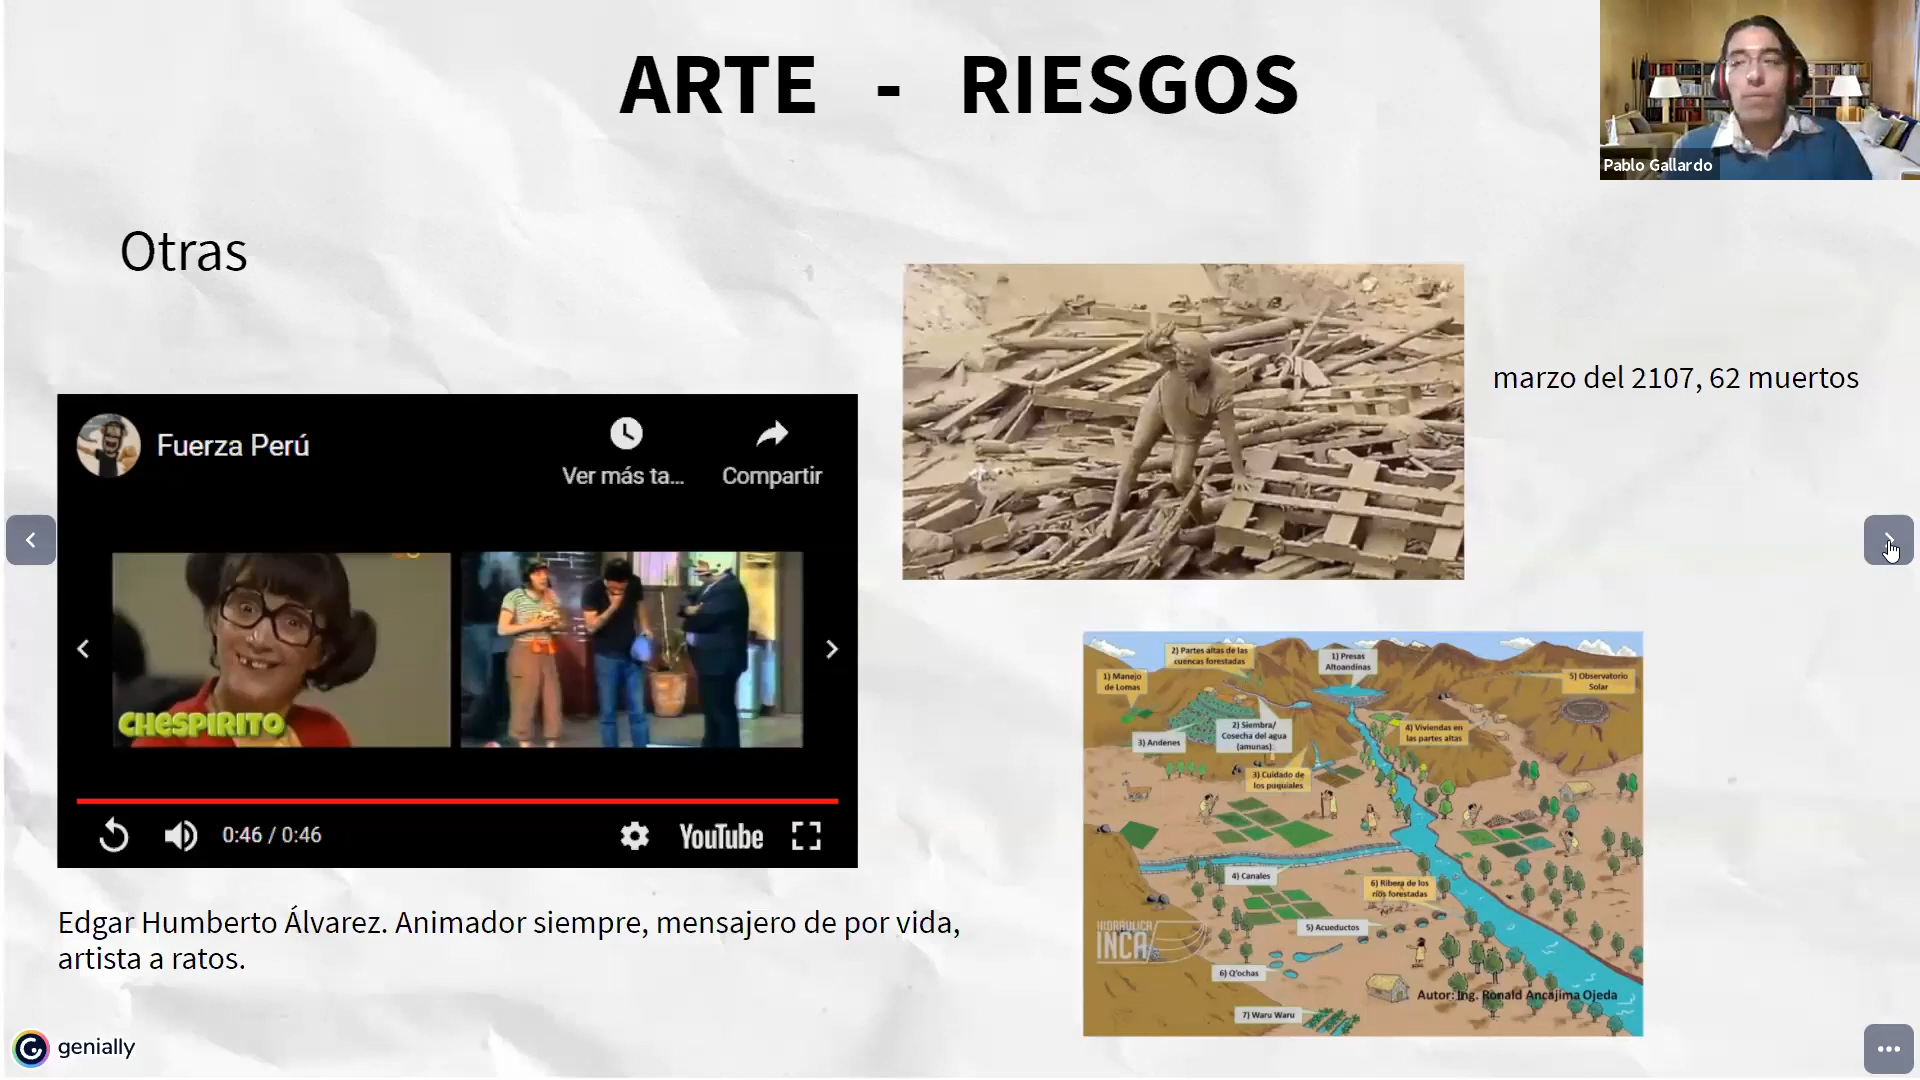 ARTE - RIESGOS
Pablo Gallardo
Otras
marzo del 2107, 62 muertos
Fuerza Perú
Ver más ta...
Compartir
CHESPIRITO
0:46 / 0:46
YouTube
Edgar Humberto Álvarez. Animador siempre, mensajero de por vida,
artista a ratos.
2) Partes altas de las
cuencas forestadas
1) Presas
Altoandinas
1) Manejo
de Lomas
5) Observatorio
Solar
2) Siembra/
Cosecha del agua
(amunas)
4) Viviendas en
las partes altas
3) Andenes
3) Cuidado de
los puquiales
4) Canales
6) Ribera de los
ríos forestadas
5) Acueductos
HIDRÁULICA
INCA
6) Q'ochas
Autor: Ing. Ronald Ancajima Ojeda
7) Waru Waru
genially